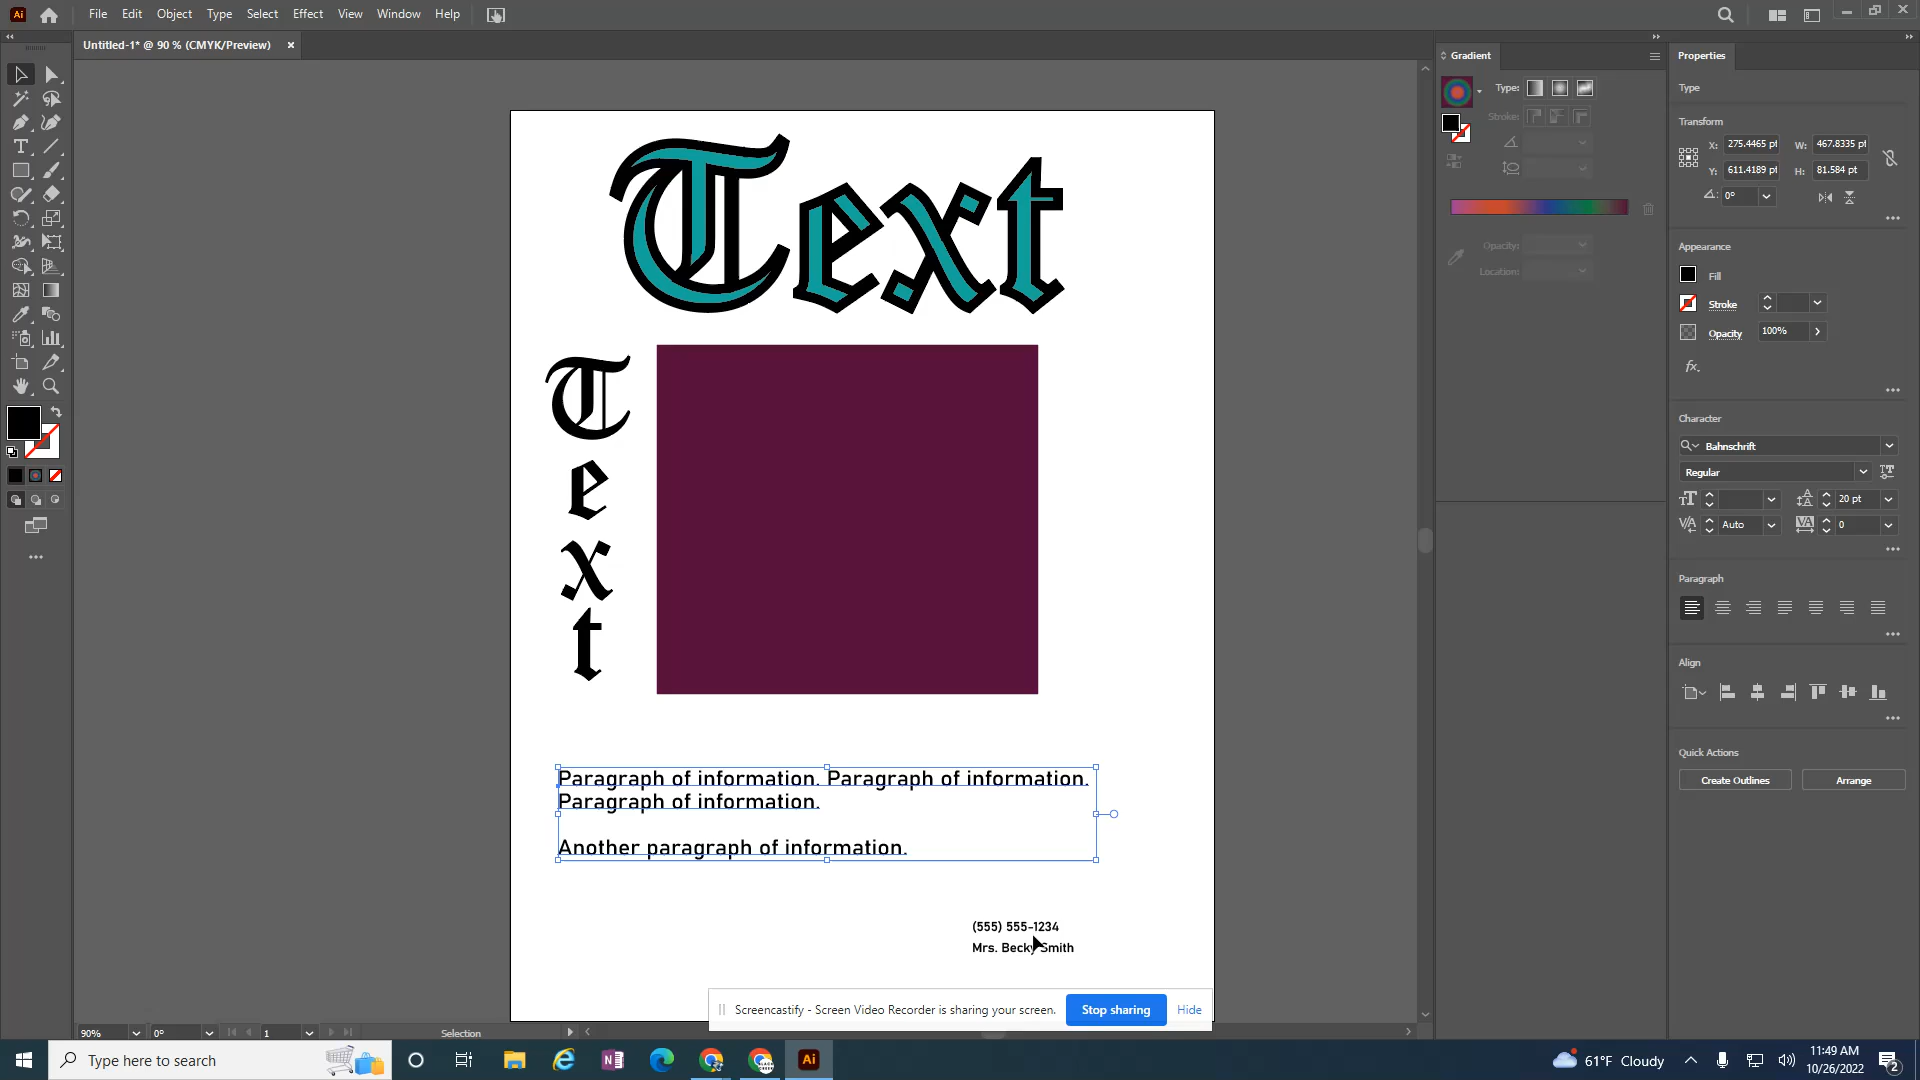 Ai File Edit Object Type Select Effect View Window Help
Untitled-1* @ 90 % (CMYK/Preview) ×
Text
T
e
x
t
Paragraph of information. Paragraph of information.
Paragraph of information.
Another paragraph of information.
(555) 555-1234
Mrs. Becky Smith
Screencastify - Screen Video Recorder is sharing your screen. Stop sharing Hide
Gradient
Type:
Stroke:
Opacity:
Location:
Properties
Type
Transform
X: 275.4465 pt W: 467.8335 pt
Y: 611.4189 pt H: 81.584 pt
0°
Appearance
Fill
Stroke
Opacity 100%
fx.
Character
Bahnschrift
Regular
20 pt
Auto 0
Paragraph
Align
Quick Actions
Create Outlines Arrange
90% 0° 1 Selection
Type here to search
Ai
61°F Cloudy
11:49 AM
10/26/2022
2